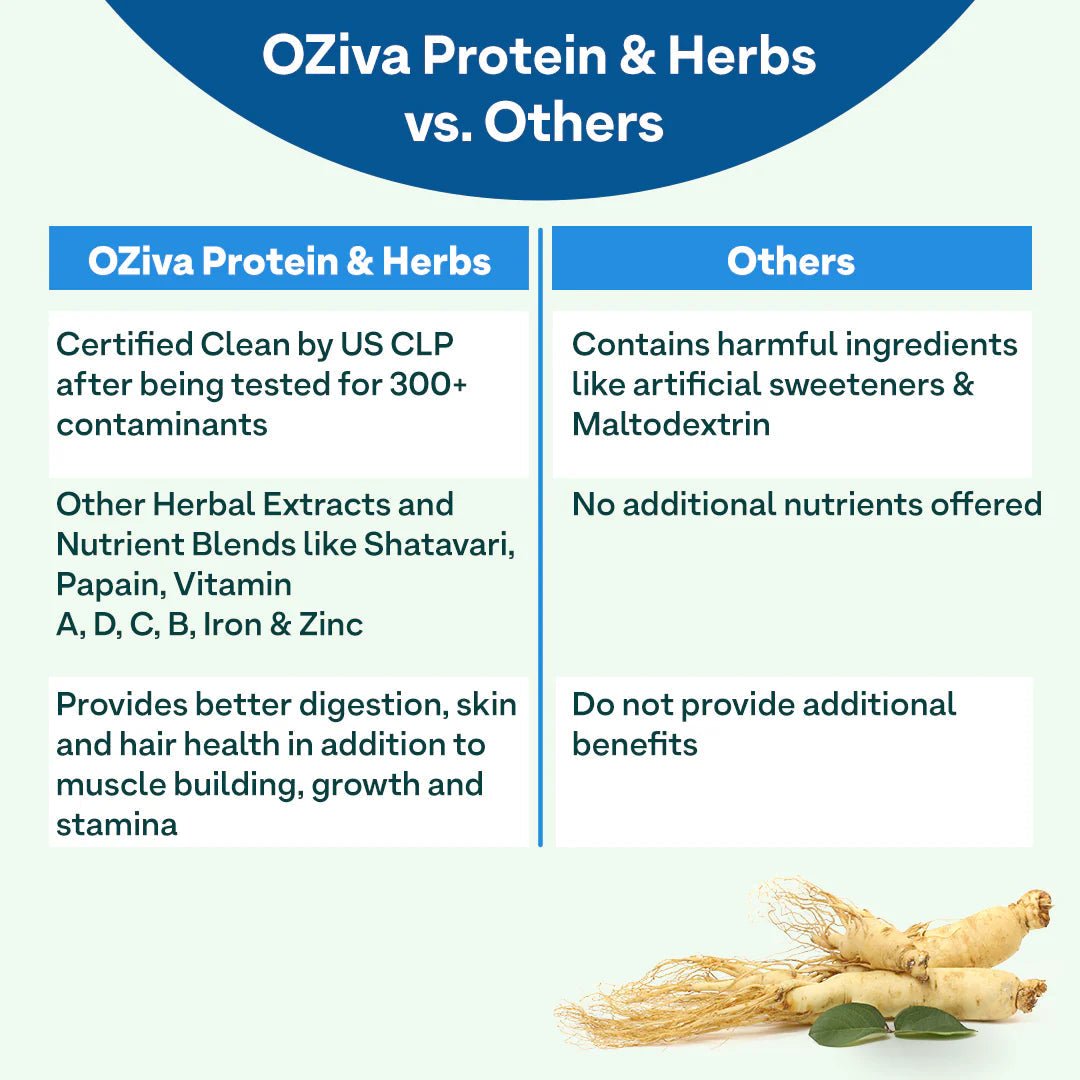 OZiva Protein & Herbs
vs. Others
OZiva Protein & Herbs
Others
Certified Clean by US CLP
after being tested for 300+
contaminants
Contains harmful ingredients
like artificial sweeteners &
Maltodextrin
Other Herbal Extracts and
Nutrient Blends like Shatavari,
Papain, Vitamin
A, D, C, B, Iron & Zinc
No additional nutrients offered
Provides better digestion, skin
and hair health in addition to
muscle building, growth and
stamina
Do not provide additional
benefits